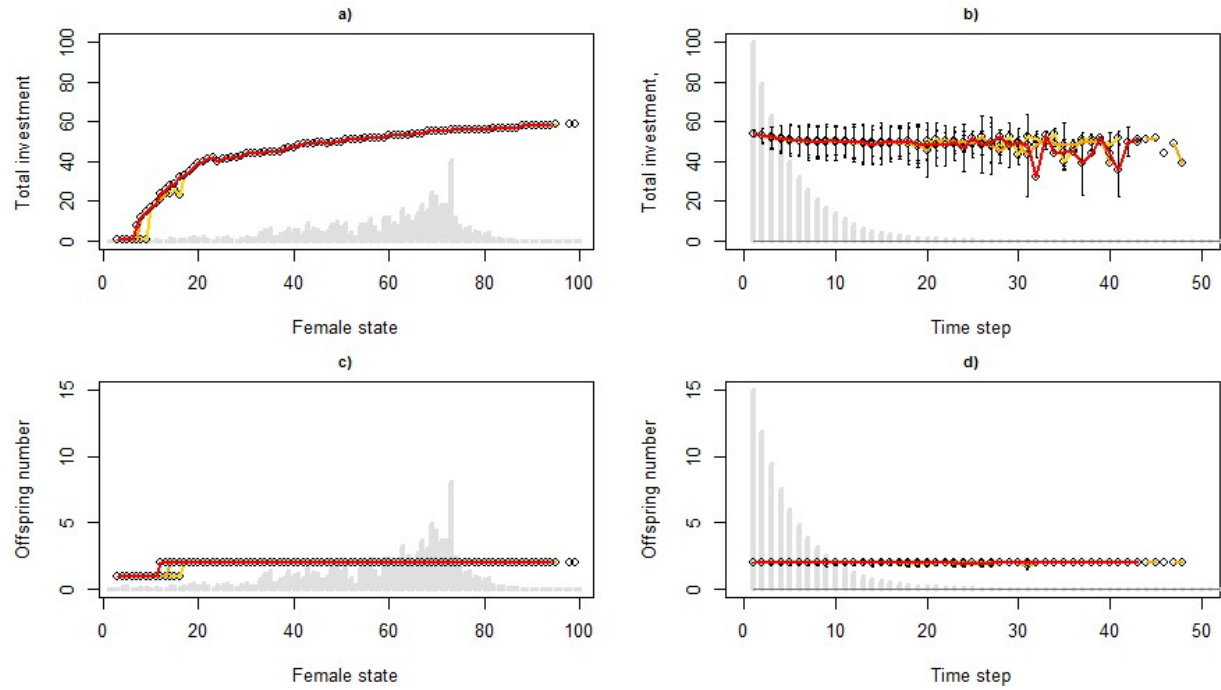 a)
Total investment
100
80
60
40
20
0
0 20 40 60 80 100
Female state
b)
Total investment,
100
80
60
40
20
0
0 10 20 30 40 50
Time step
c)
Offspring number
15
10
5
0
0 20 40 60 80 100
Female state
d)
Offspring number
15
10
5
0
0 10 20 30 40 50
Time step